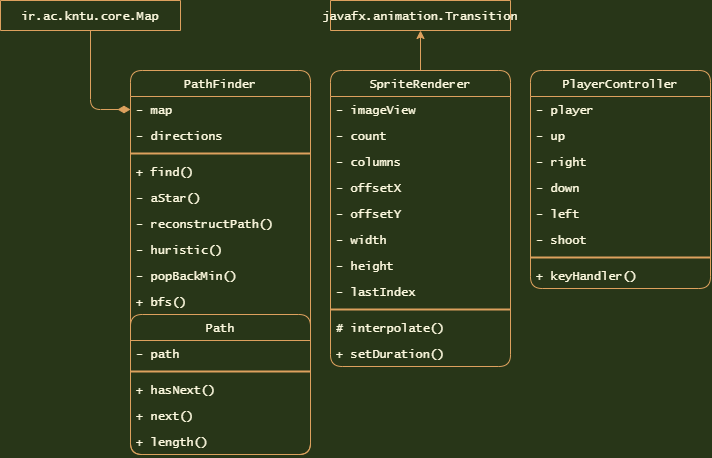 ir.ac.kntu.core.Map
javafx.animation.Transition
PathFinder
- map
- directions
+ find()
- aStar()
- reconstructPath()
- huristic()
- popBackMin()
+ bfs()
Path
- path
+ hasNext()
+ next()
+ length()
SpriteRenderer
- imageView
- count
- columns
- offsetX
- offsetY
- width
- height
- lastIndex
# interpolate()
+ setDuration()
PlayerController
- player
- up
- right
- down
- left
- shoot
+ keyHandler()